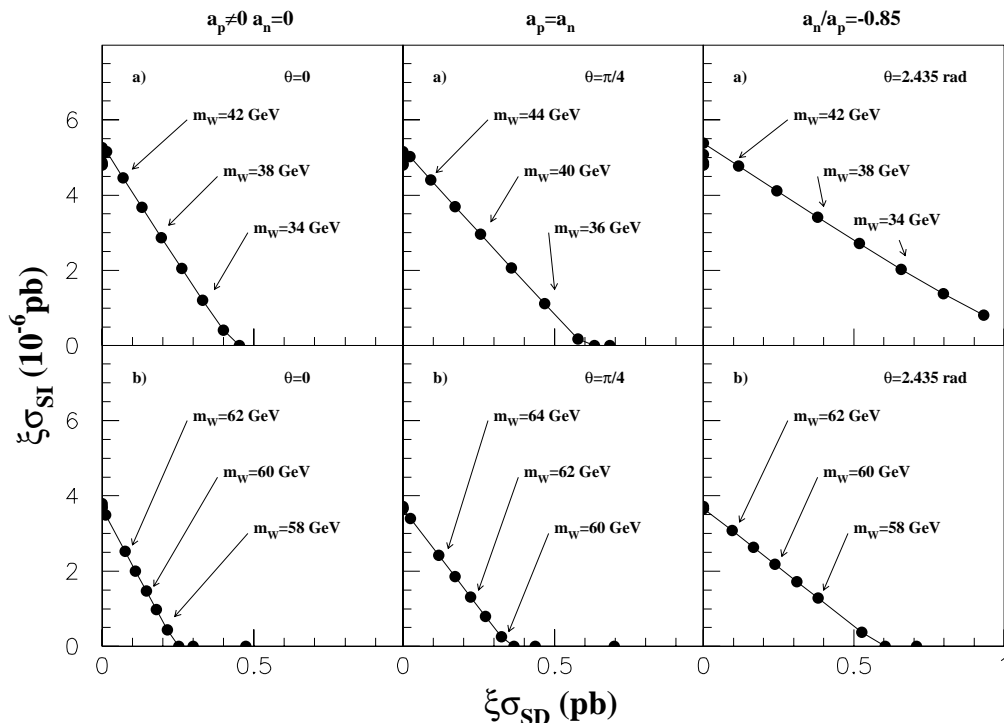 a_p≠0 a_n=0
a_p=a_n
a_n/a_p=-0.85
a) θ=0
m_W=42 GeV
m_W=38 GeV
m_W=34 GeV
a) θ=π/4
m_W=44 GeV
m_W=40 GeV
m_W=36 GeV
a) θ=2.435 rad
m_W=42 GeV
m_W=38 GeV
m_W=34 GeV
6
4
2
0
b) θ=0
m_W=62 GeV
m_W=60 GeV
m_W=58 GeV
b) θ=π/4
m_W=64 GeV
m_W=62 GeV
m_W=60 GeV
b) θ=2.435 rad
m_W=62 GeV
m_W=60 GeV
m_W=58 GeV
6
4
2
0
0 0.5 0 0.5 0 0.5 1
ξσ_SI (10^-6 pb)
ξσ_SD (pb)